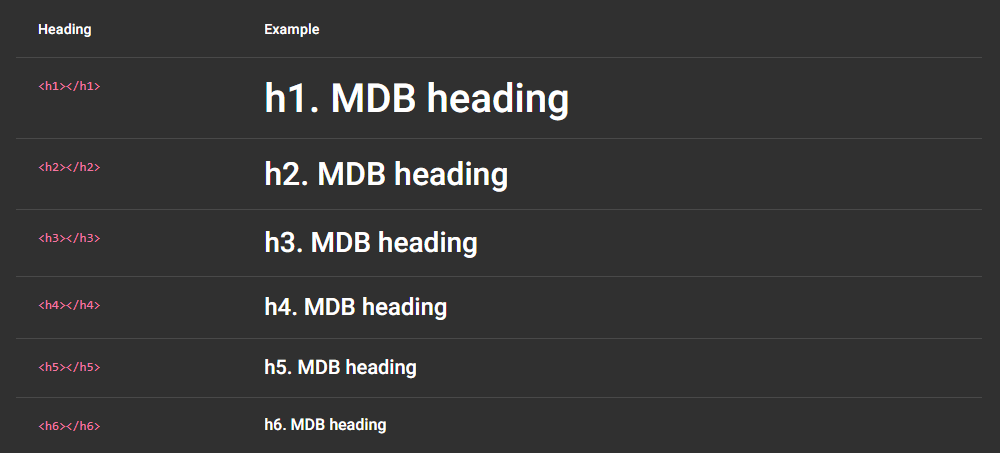 Heading Example
<h1></h1> h1. MDB heading
<h2></h2> h2. MDB heading
<h3></h3> h3. MDB heading
<h4></h4> h4. MDB heading
<h5></h5> h5. MDB heading
<h6></h6> h6. MDB heading